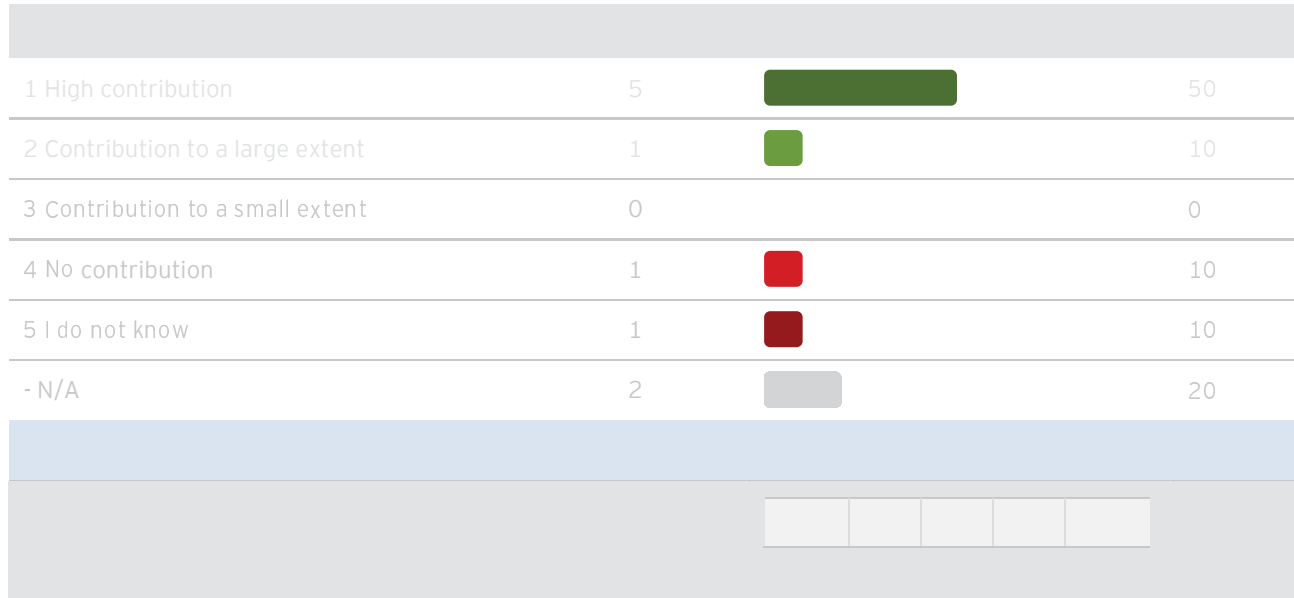 1 High contribution 5 50
2 Contribution to a large extent 1 10
3 Contribution to a small extent 0 0
4 No contribution 1 10
5 I do not know 1 10
- N/A 2 20